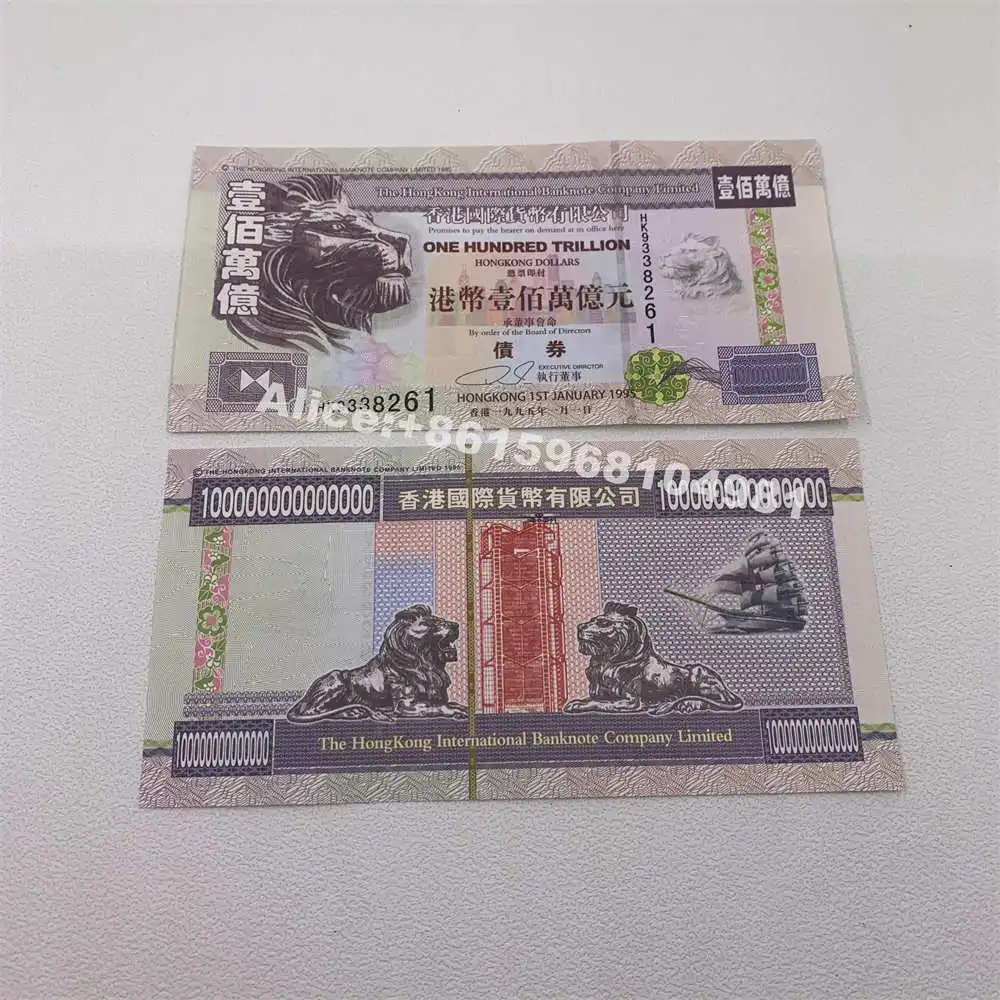 © THE HONGKONG INTERNATIONAL BANKNOTE COMPANY LIMITED 1995
The HongKong International Banknote Company Limited
壹佰萬億
壹佰萬億
香港國際貨幣有限公司
Promises to pay the bearer on demand at its office here
ONE HUNDRED TRILLION
HONGKONG DOLLARS
憑票即付
港幣壹佰萬億元
承董事會命
By order of the Board of Directors
債券
EXECUTIVE DIRECTOR
執行董事
HONGKONG 1ST JANUARY 1995
香港一九九五年一月一日
HK9338261
338261
© THE HONGKONG INTERNATIONAL BANKNOTE COMPANY LIMITED
100000000000000
香港國際貨幣有限公司
The HongKong International Banknote Company Limited